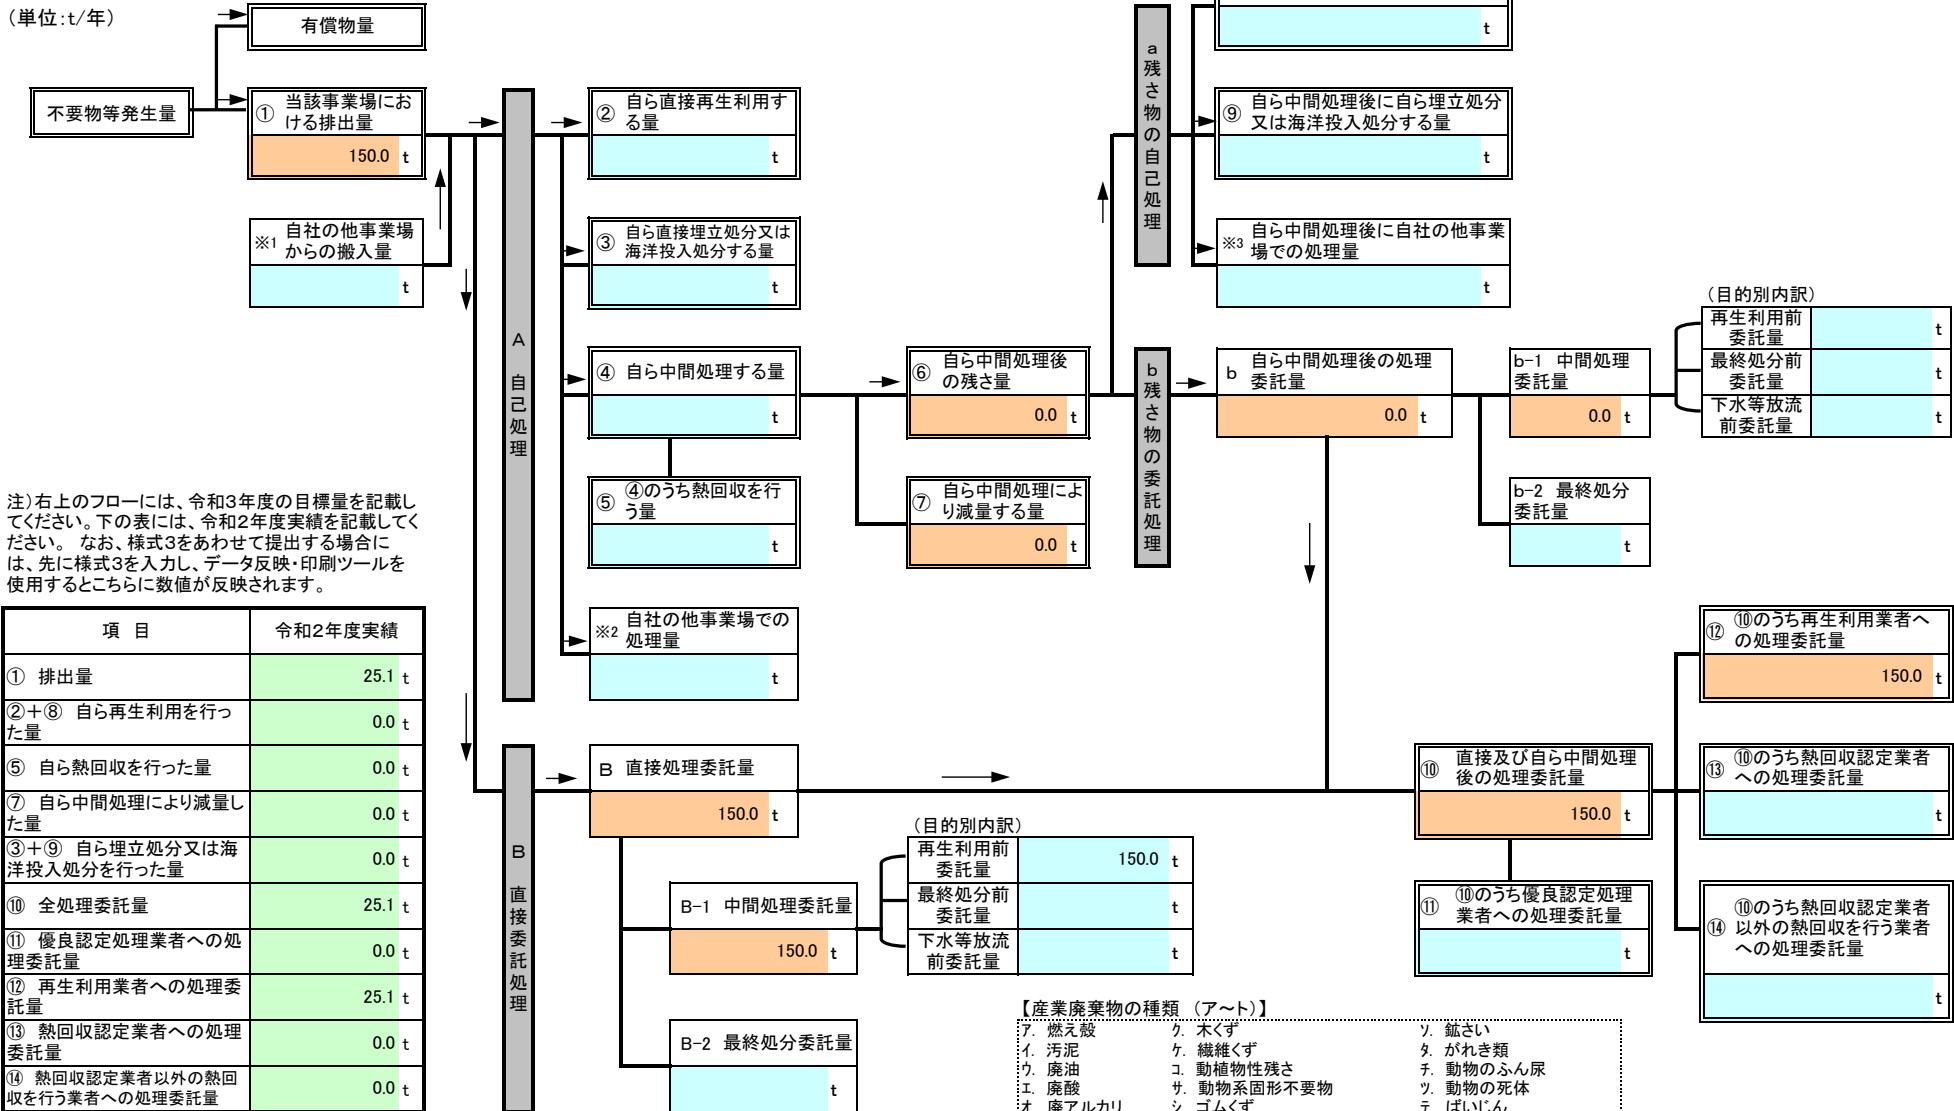 （単位:t/年）
有償物量
不要物等発生量
① 当該事業場にお
ける排出量
150.0 t
※1 自社の他事業場
からの搬入量
t
A 自己処理
② 自ら直接再生利用す
る量
t
③ 自ら直接埋立処分又は
海洋投入処分する量
t
④ 自ら中間処理する量
t
⑤ ④のうち熱回収を行
う量
t
※2 自社の他事業場での
処理量
t
⑥ 自ら中間処理後
の残さ量
0.0 t
⑦ 自ら中間処理によ
り減量する量
0.0 t
a 残さ物の自己処理
t
⑨ 自ら中間処理後に自ら埋立処分
又は海洋投入処分する量
t
※3 自ら中間処理後に自社の他事業
場での処理量
t
b 残さ物の委託処理
b 自ら中間処理後の処理
委託量
0.0 t
b-1 中間処理
委託量
0.0 t
（目的別内訳）
再生利用前
委託量
t
最終処分前
委託量
t
下水等放流
前委託量
t
b-2 最終処分
委託量
t
注）右上のフローには、令和3年度の目標量を記載し
てください。下の表には、令和2年度実績を記載してく
ださい。 なお、様式3をあわせて提出する場合に
は、先に様式3を入力し、データ反映・印刷ツールを
使用するとこちらに数値が反映されます。
項 目 令和2年度実績
① 排出量 25.1 t
②＋⑧ 自ら再生利用を行っ
た量 0.0 t
⑤ 自ら熱回収を行った量 0.0 t
⑦ 自ら中間処理により減量し
た量 0.0 t
③＋⑨ 自ら埋立処分又は海
洋投入処分を行った量 0.0 t
⑩ 全処理委託量 25.1 t
⑪ 優良認定処理業者への処
理委託量 0.0 t
⑫ 再生利用業者への処理委
託量 25.1 t
⑬ 熱回収認定業者への処理
委託量 0.0 t
⑭ 熱回収認定業者以外の熱回
収を行う業者への処理委託量 0.0 t
B 直接委託処理
B 直接処理委託量
150.0 t
B-1 中間処理委託量
150.0 t
（目的別内訳）
再生利用前
委託量
150.0 t
最終処分前
委託量
t
下水等放流
前委託量
t
B-2 最終処分委託量
t
⑩ 直接及び自ら中間処理
後の処理委託量
150.0 t
⑪ ⑩のうち優良認定処理
業者への処理委託量
t
⑫ ⑩のうち再生利用業者へ
の処理委託量
150.0 t
⑬ ⑩のうち熱回収認定業者
への処理委託量
t
⑭ ⑩のうち熱回収認定業者
以外の熱回収を行う業者
への処理委託量
t
【産業廃棄物の種類 （ア～ト）】
ｱ. 燃え殻 ｸ. 木くず ｿ. 鉱さい
ｲ. 汚泥 ｹ. 繊維くず ﾀ. がれき類
ｳ. 廃油 ｺ. 動植物性残さ ﾁ. 動物のふん尿
ｴ. 廃酸 ｻ. 動物系固形不要物 ﾂ. 動物の死体
ｵ. 廃アルカリ ｼ. ゴムくず ﾃ. ばいじん